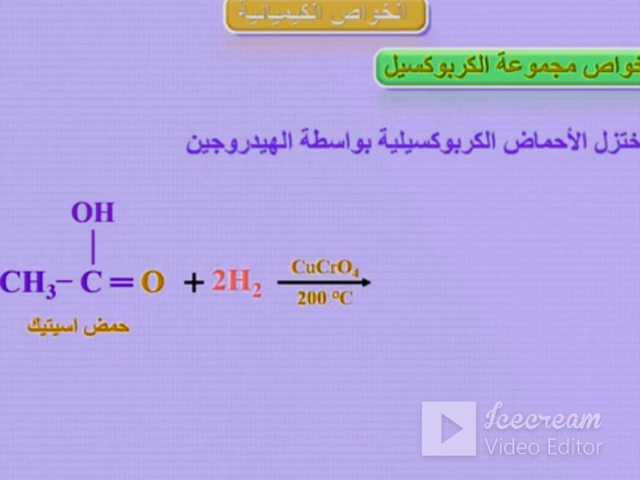 الخواص الكيميائية
خواص مجموعة الكربوكسيل
ختزل الأحماض الكربوكسيلية بواسطة الهيدروجين
OH
|
CH₃− C = O + 2H₂
CuCrO₄
200 °C
حمض اسيتيك
Icecream
Video Editor